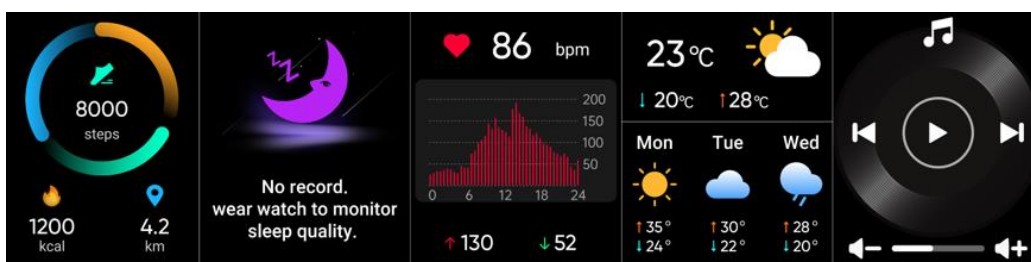 8000
steps
1200
kcal
4.2
km
No record.
wear watch to monitor
sleep quality.
86 bpm
200
150
100
50
0 6 12 18 24
↑ 130 ↓ 52
23°C
↓ 20°C ↑ 28°C
Mon Tue Wed
↑ 35° ↑ 30° ↑ 28°
↓ 24° ↓ 22° ↓ 20°